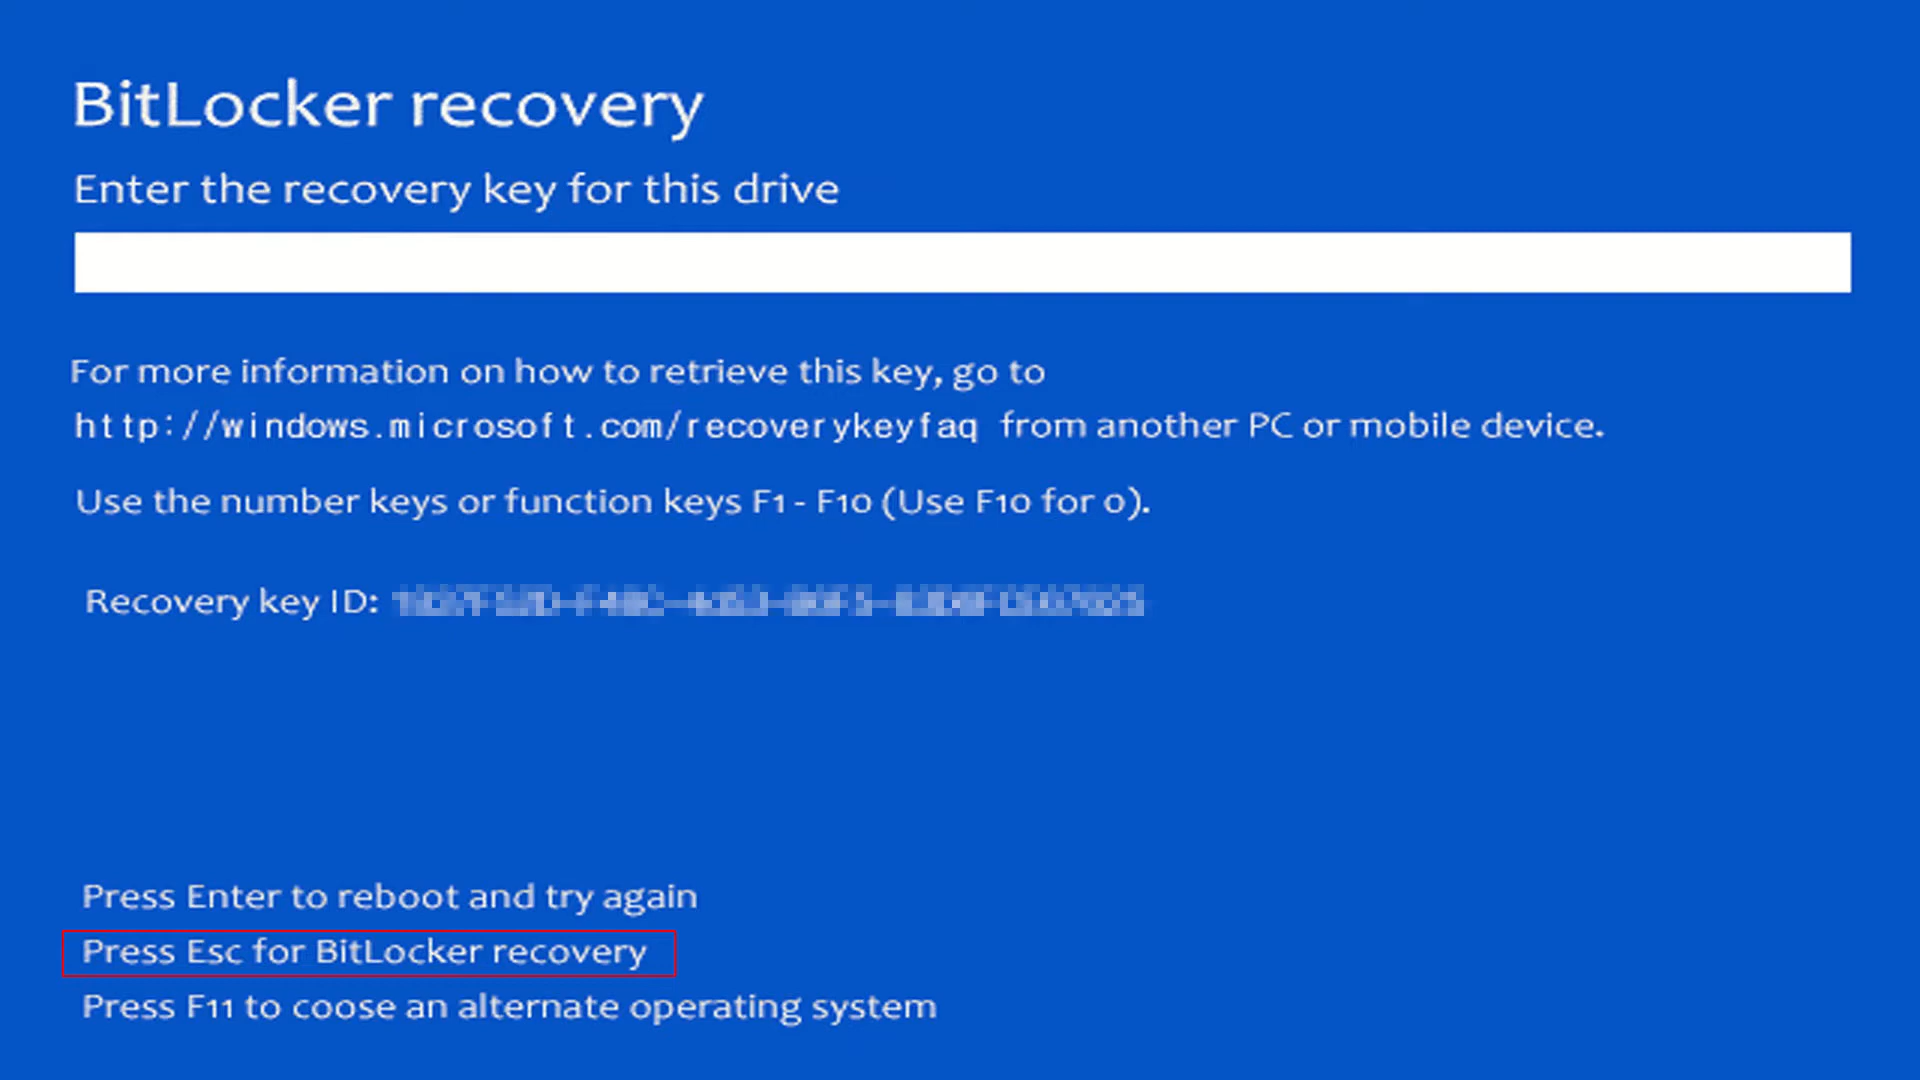 BitLocker recovery
Enter the recovery key for this drive
For more information on how to retrieve this key, go to
http://windows.microsoft.com/recoverykeyfaq from another PC or mobile device.
Use the number keys or function keys F1 - F10 (Use F10 for 0).
Recovery key ID:
Press Enter to reboot and try again
Press Esc for BitLocker recovery
Press F11 to coose an alternate operating system